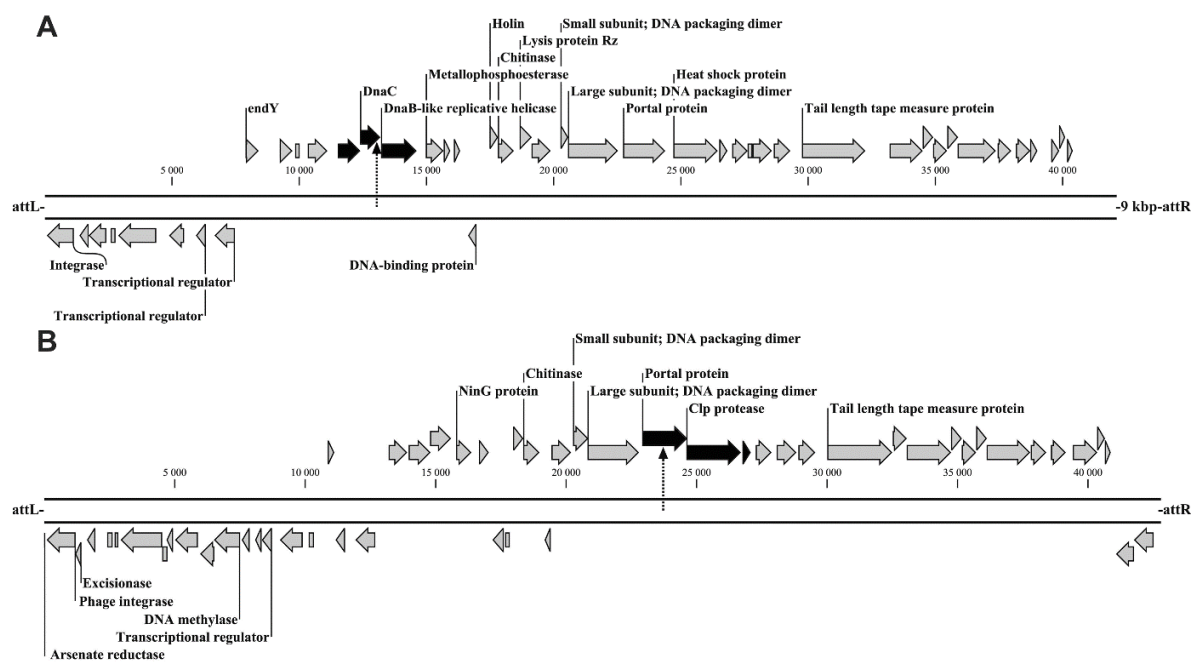 A
Holin
Small subunit; DNA packaging dimer
Lysis protein Rz
Chitinase
Metallophosphoesterase
Heat shock protein
DnaC
Large subunit; DNA packaging dimer
endY
DnaB-like replicative helicase
Portal protein
Tail length tape measure protein
5 000
10 000
15 000
20 000
25 000
30 000
35 000
40 000
attL-
-9 kbp-attR
Integrase
DNA-binding protein
Transcriptional regulator
Transcriptional regulator
B
Small subunit; DNA packaging dimer
Chitinase
Portal protein
NinG protein
Large subunit; DNA packaging dimer
Clp protease
Tail length tape measure protein
5 000
10 000
15 000
20 000
25 000
30 000
35 000
40 000
attL-
-attR
Excisionase
Phage integrase
DNA methylase
Transcriptional regulator
Arsenate reductase